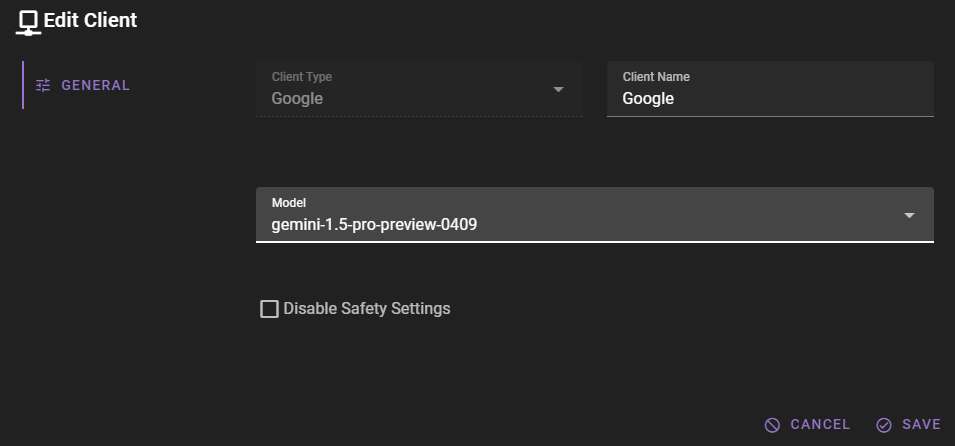 Edit Client
GENERAL
Client Type
Google
Client Name
Google
Model
gemini-1.5-pro-preview-0409
Disable Safety Settings
CANCEL
SAVE